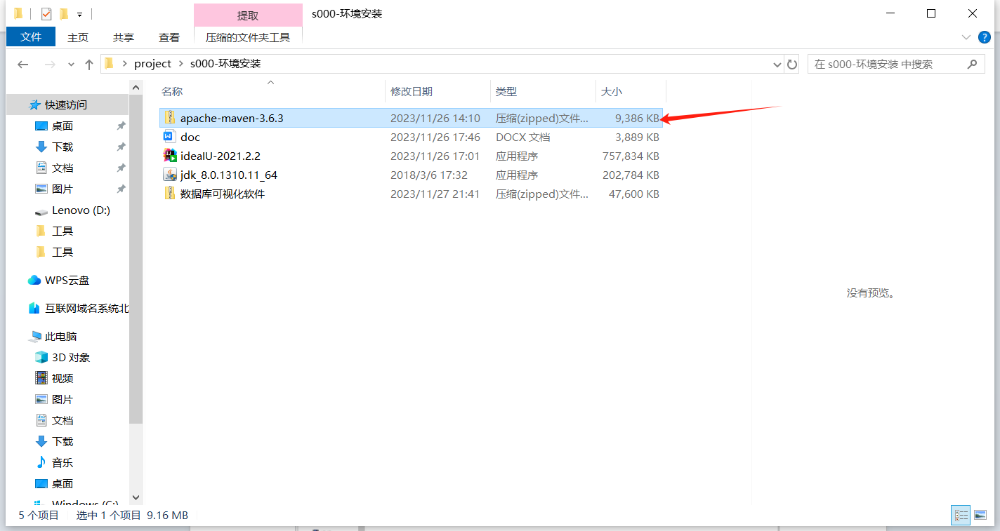 提取
s000-环境安装
文件
主页
共享
查看
压缩的文件夹工具
project
s000-环境安装
在 s000-环境安装 中搜索
名称
修改日期
类型
大小
apache-maven-3.6.3 2023/11/26 14:10 压缩(zipped)文件... 9,386 KB
doc 2023/11/26 17:46 DOCX 文档 3,889 KB
ideaIU-2021.2.2 2023/11/26 17:01 应用程序 757,834 KB
jdk_8.0.1310.11_64 2018/3/6 17:32 应用程序 202,784 KB
数据库可视化软件 2023/11/27 21:41 压缩(zipped)文件... 47,600 KB
快速访问
桌面
下载
文档
图片
Lenovo (D:)
工具
工具
WPS云盘
互联网域名系统北
此电脑
3D 对象
视频
图片
文档
下载
音乐
桌面
Windows (C:)
没有预览。
5 个项目 选中 1 个项目 9.16 MB